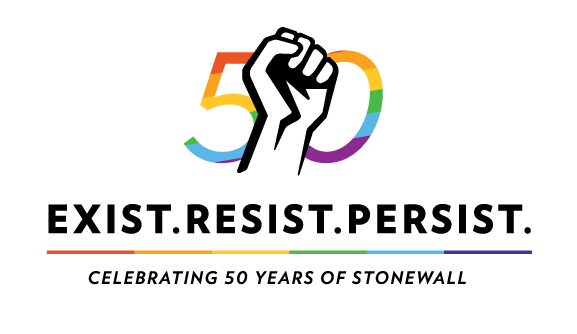 50
EXIST.RESIST.PERSIST.
CELEBRATING 50 YEARS OF STONEWALL